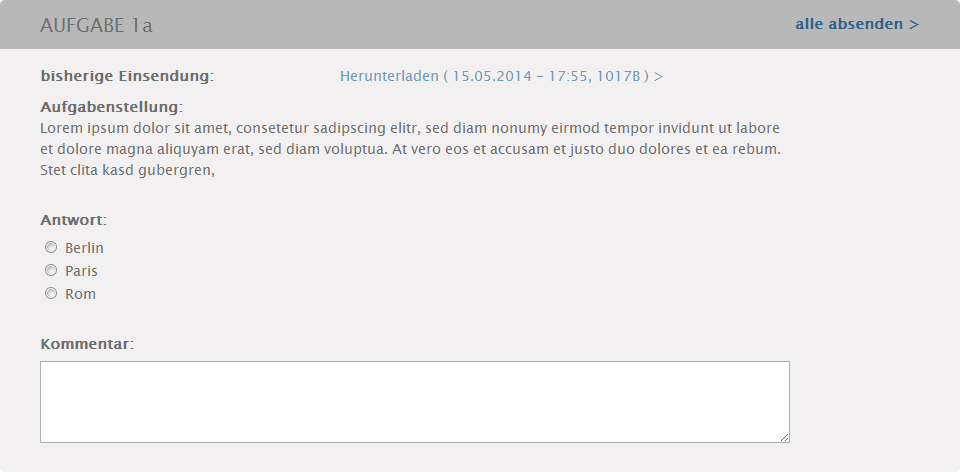 AUFGABE 1a
alle absenden >
bisherige Einsendung:
Herunterladen ( 15.05.2014 - 17:55, 1017B ) >
Aufgabenstellung:
Lorem ipsum dolor sit amet, consetetur sadipscing elitr, sed diam nonumy eirmod tempor invidunt ut labore
et dolore magna aliquyam erat, sed diam voluptua. At vero eos et accusam et justo duo dolores et ea rebum.
Stet clita kasd gubergren,
Antwort:
Berlin
Paris
Rom
Kommentar: